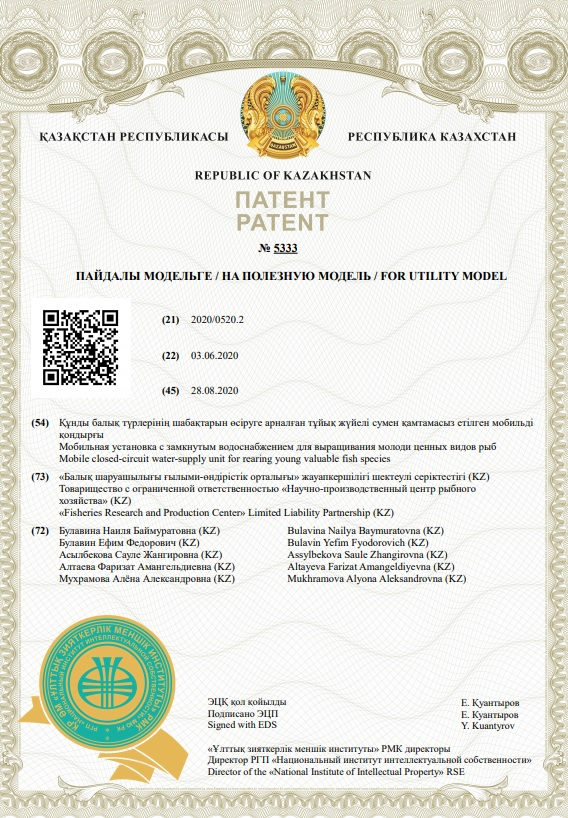 ҚАЗАҚСТАН РЕСПУБЛИКАСЫ
РЕСПУБЛИКА КАЗАХСТАН
REPUBLIC OF KAZAKHSTAN
ПАТЕНТ
PATENT
№ 5333
ПАЙДАЛЫ МОДЕЛЬГЕ / НА ПОЛЕЗНУЮ МОДЕЛЬ / FOR UTILITY MODEL
(21) 2020/0520.2
(22) 03.06.2020
(45) 28.08.2020
(54) Құнды балық түрлерінің шабақтарын өсіруге арналған тұйық жүйелі сумен қамтамасыз етілген мобильді
қондырғы
Мобильная установка с замкнутым водоснабжением для выращивания молоди ценных видов рыб
Mobile closed-circuit water-supply unit for rearing young valuable fish species
(73) «Балық шаруашылығы ғылыми-өндірістік орталығы» жауапкершілігі шектеулі серіктестігі (KZ)
Товарищество с ограниченной ответственностью «Научно-производственный центр рыбного
хозяйства» (KZ)
«Fisheries Research and Production Center» Limited Liability Partnership (KZ)
(72) Булавина Наиля Баймуратовна (KZ) Bulavina Nailya Baymuratovna (KZ)
Булавин Ефим Федорович (KZ) Bulavin Yefim Fyodorovich (KZ)
Асылбекова Сауле Жангировна (KZ) Assylbekova Saule Zhangirovna (KZ)
Алтаева Фаризат Амангельдиевна (KZ) Altayeva Farizat Amangeldiyevna (KZ)
Мухрамова Алёна Александровна (KZ) Mukhramova Alyona Aleksandrovna (KZ)
ЭЦҚ қол қойылды Е. Қуантыров
Подписано ЭЦП Е. Куантыров
Signed with EDS Y. Kuantyrov
«Ұлттық зияткерлік меншік институты» РМК директоры
Директор РГП «Национальный институт интеллектуальной собственности»
Director of the «National Institute of Intellectual Property» RSE